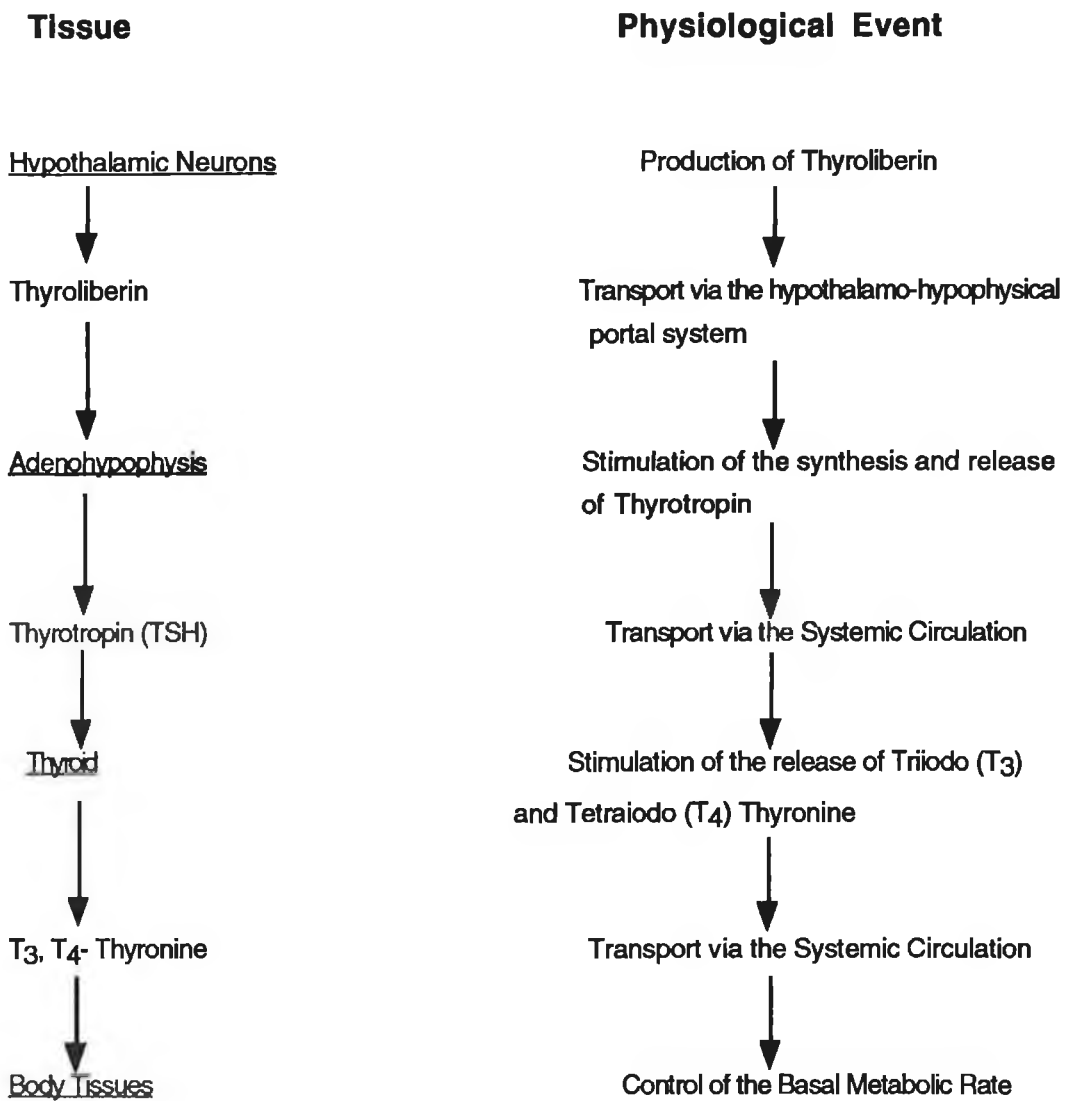 Tissue
Physiological Event
Hypothalamic Neurons
Production of Thyroliberin
Thyroliberin
Transport via the hypothalamo-hypophysical
portal system
Adenohypophysis
Stimulation of the synthesis and release
of Thyrotropin
Thyrotropin (TSH)
Transport via the Systemic Circulation
Thyroid
Stimulation of the release of Triiodo (T3)
and Tetraiodo (T4) Thyronine
T3, T4- Thyronine
Transport via the Systemic Circulation
Body Tissues
Control of the Basal Metabolic Rate